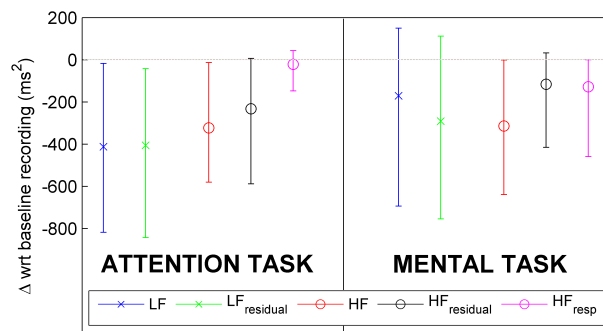 200
0
-200
-400
-600
-800
Δ wrt baseline recording (ms²)
ATTENTION TASK MENTAL TASK
LF LF_residual HF HF_residual HF_resp